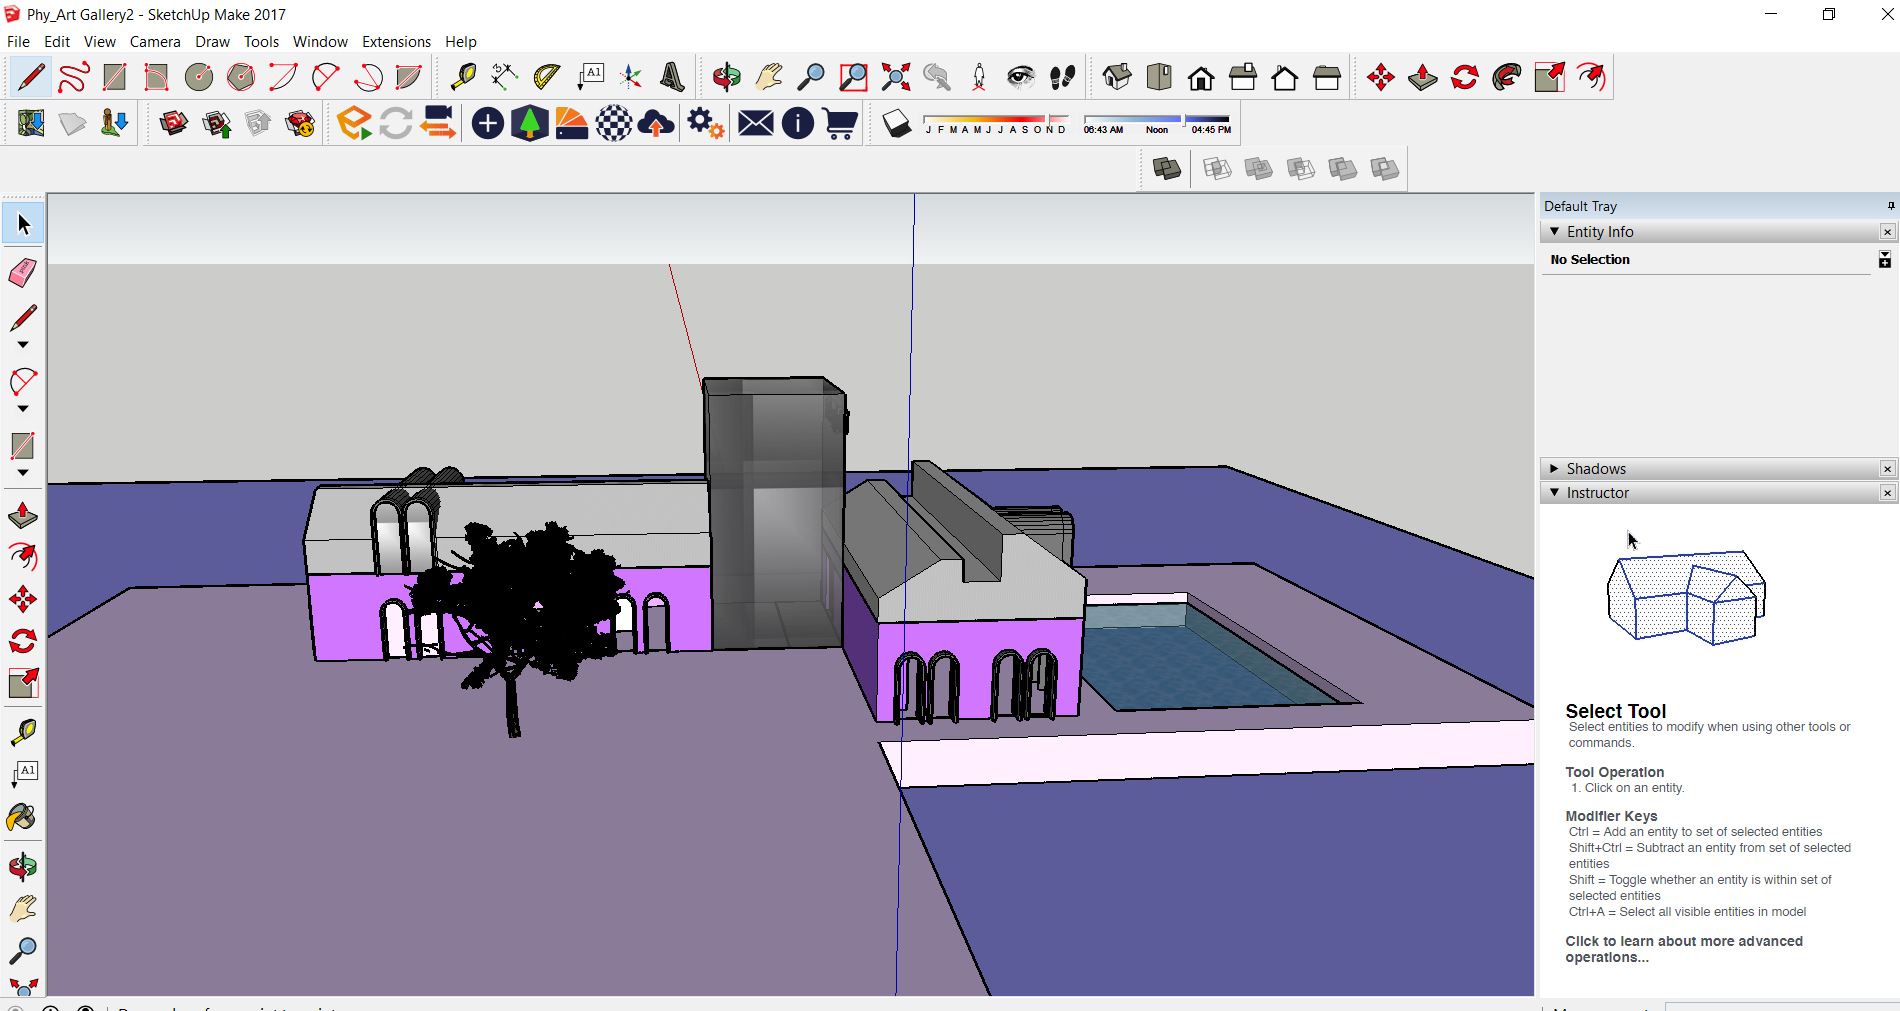 Phy_Art Gallery2 - SketchUp Make 2017
File Edit View Camera Draw Tools Window Extensions Help
A1
J F M A M J J A S O N D
06:43 AM Noon 04:45 PM
Default Tray
Entity Info
No Selection
Shadows
Instructor
Select Tool
Select entities to modify when using other tools or
commands.
Tool Operation
1. Click on an entity.
Modifier Keys
Ctrl = Add an entity to set of selected entities
Shift+Ctrl = Subtract an entity from set of selected
entities
Shift = Toggle whether an entity is within set of
selected entities
Ctrl+A = Select all visible entities in model
Click to learn about more advanced
operations...
A1